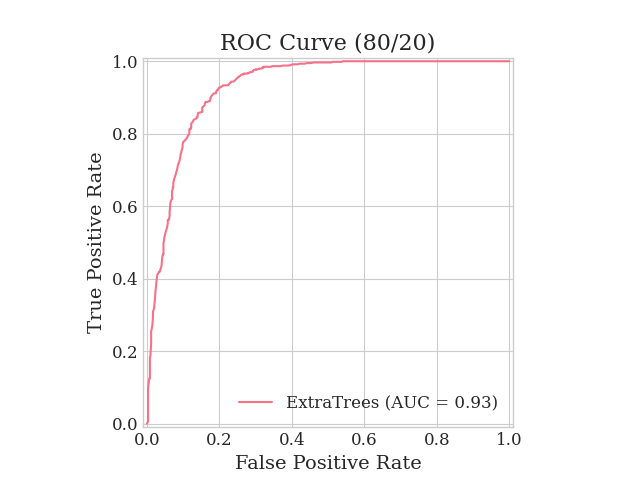 ROC Curve (80/20)
True Positive Rate
1.0
0.8
0.6
0.4
0.2
0.0
ExtraTrees (AUC = 0.93)
0.0 0.2 0.4 0.6 0.8 1.0
False Positive Rate